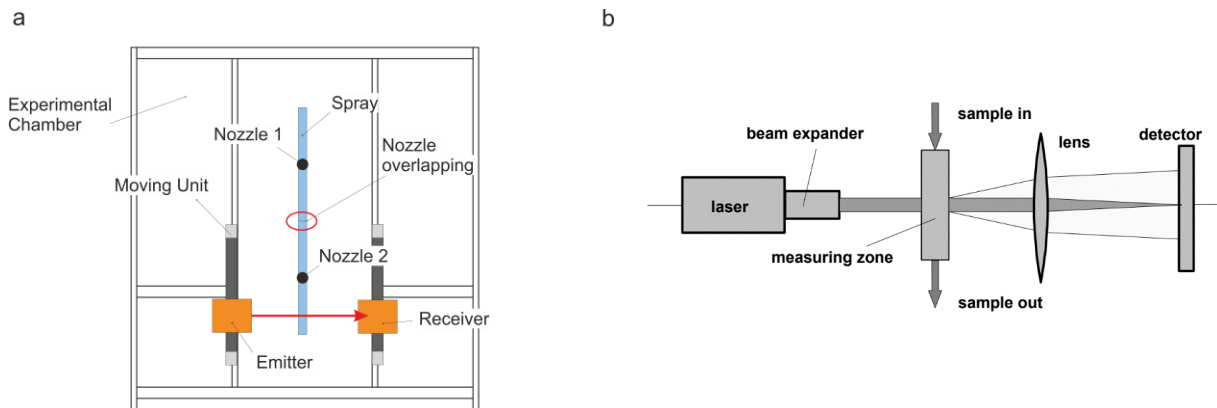 a
Experimental
Chamber
Spray
Nozzle 1
Nozzle
overlapping
Moving Unit
Nozzle 2
Receiver
Emitter
b
sample in
beam expander
lens
detector
laser
measuring zone
sample out